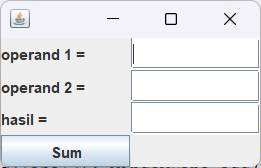 operand 1 =
operand 2 =
hasil =
Sum